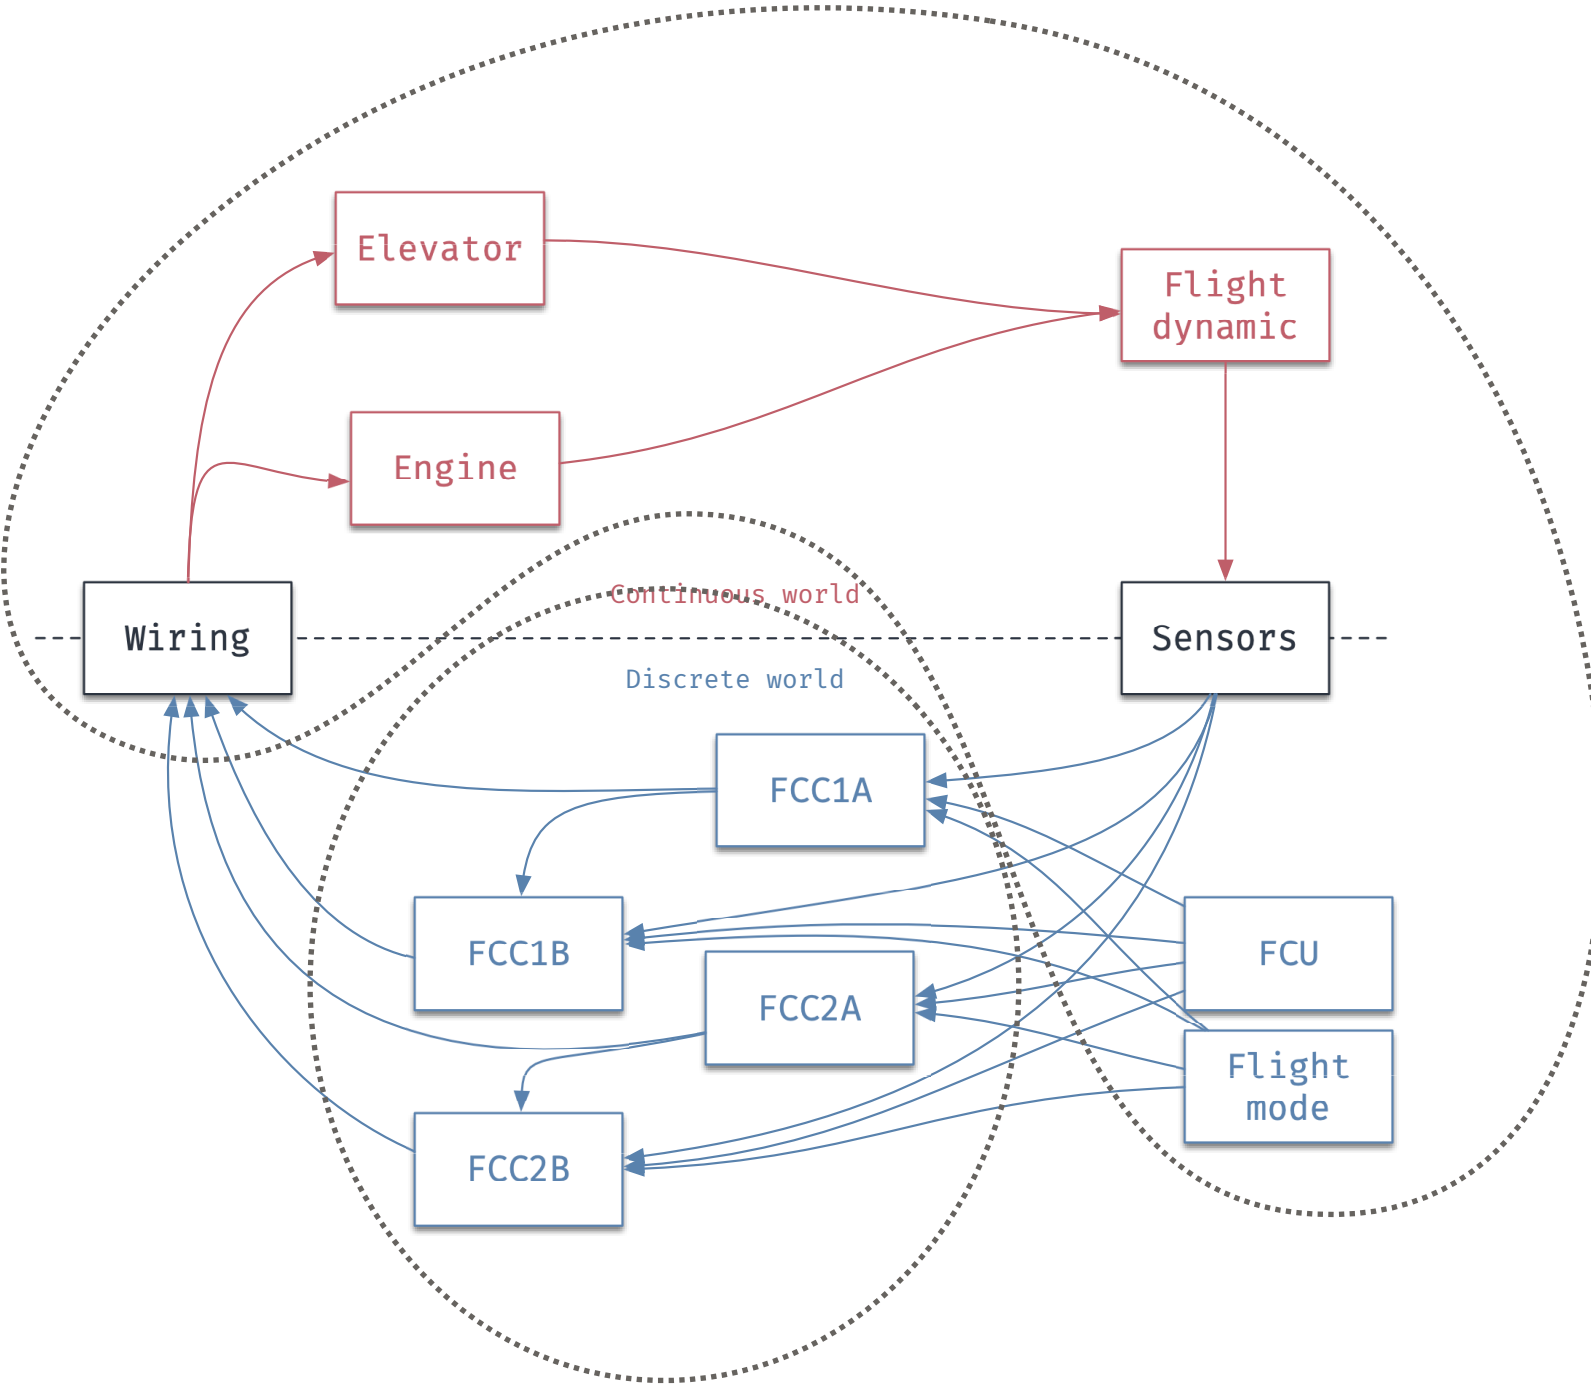 Elevator
Flight
dynamic
Engine
Continuous world
Wiring
Sensors
Discrete world
FCC1A
FCC1B
FCU
FCC2A
Flight
mode
FCC2B